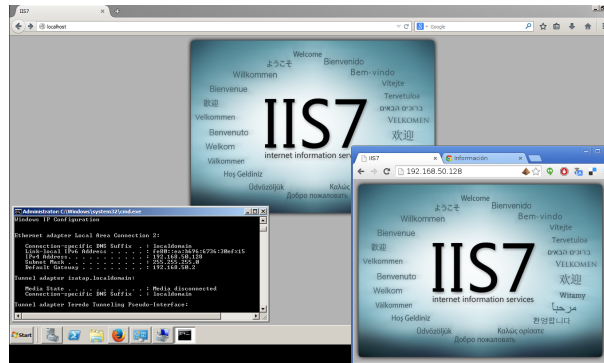 IIS7
localhost
Google
Welcome
ようこそ
Bienvenido
Willkommen
Bem-vindo
Bienvenue
Vítejte
Tervetuloa
歡迎
ברוכים הבאים
Velkommen
VELKOMEN
Benvenuto
欢迎
Welkom
IIS7
internet information serv
Välkommen
Hoş Geldiniz
Üdvözöljük
Καλώς
Добро пожаловать
IIS7
Información
192.168.50.128
Welcome
ようこそ
Bienvenido
Willkommen
Bem-vindo
Bienvenue
Vítejte
Tervetuloa
歡迎
ברוכים הבאים
Velkommen
VELKOMEN
Benvenuto
欢迎
Welkom
IIS7
internet information services
Witamy
Välkommen
مرحبا
Hoş Geldiniz
환영합니다
Üdvözöljük
Καλώς ορίσατε
Добро пожаловать
Administrator: C:\Windows\system32\cmd.exe
Windows IP Configuration
Ethernet adapter Local Area Connection 2:
Connection-specific DNS Suffix . : localdomain
IPv4 Address. . . . . . . . . . . : 192.168.50.128
Subnet Mask . . . . . . . . . . . : 255.255.255.0
Default Gateway . . . . . . . . . : 192.168.50.2
Tunnel adapter isatap.localdomain:
Media State . . . . . . . . . . . : Media disconnected
Connection-specific DNS Suffix . : localdomain
Tunnel adapter Teredo Tunneling Pseudo-Interface:
Start